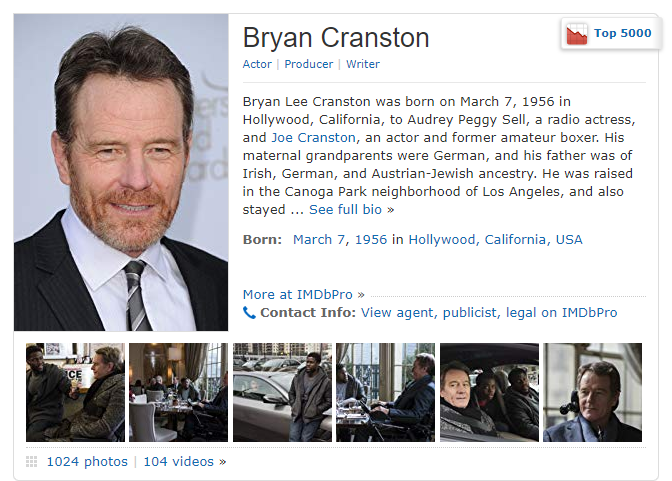 Bryan Cranston
Top 5000
Actor | Producer | Writer
Bryan Lee Cranston was born on March 7, 1956 in
Hollywood, California, to Audrey Peggy Sell, a radio actress,
and Joe Cranston, an actor and former amateur boxer. His
maternal grandparents were German, and his father was of
Irish, German, and Austrian-Jewish ancestry. He was raised
in the Canoga Park neighborhood of Los Angeles, and also
stayed ... See full bio »
Born: March 7, 1956 in Hollywood, California, USA
More at IMDbPro »
Contact Info: View agent, publicist, legal on IMDbPro
1024 photos | 104 videos »